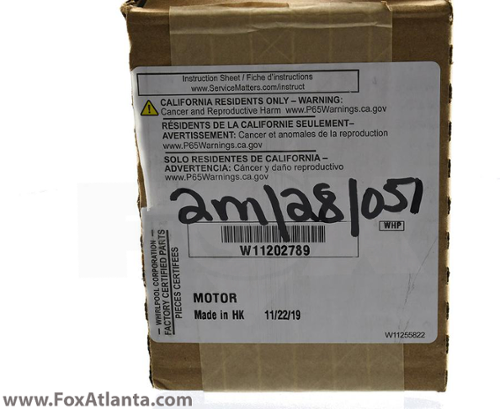 Instruction Sheet / Fiche d'instructions
www.ServiceMatters.com/instruct
CALIFORNIA RESIDENTS ONLY – WARNING:
Cancer and Reproductive Harm www.P65Warnings.ca.gov
RÉSIDENTS DE LA CALIFORNIE SEULEMENT–
AVERTISSEMENT: Cancer et anomalies de la reproduction
www.P65Warnings.ca.gov
SOLO RESIDENTES DE CALIFORNIA –
ADVERTENCIA: Cáncer y daño reproductivo
www.P65Warnings.ca.gov
2m/28/051
WHP
W11202789
– WHIRLPOOL CORPORATION –
FACTORY CERTIFIED PARTS
PIECES CERTIFEES
MOTOR
Made in HK 11/22/19
W11255822
www.FoxAtlanta.com